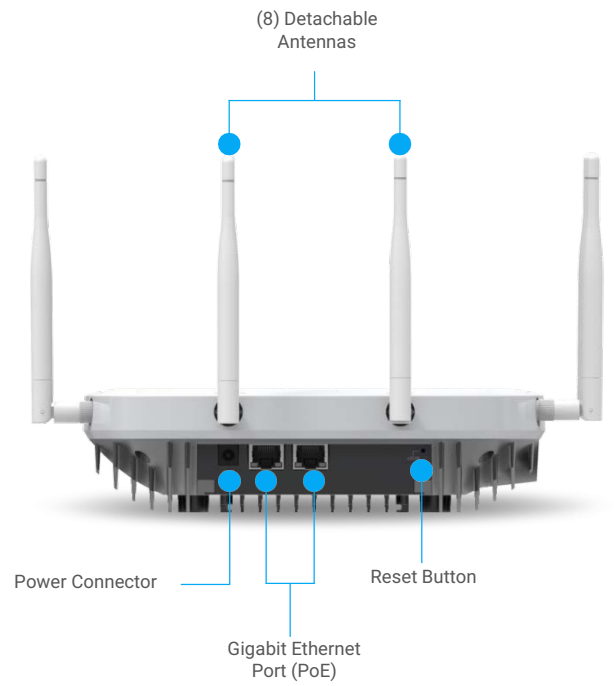 (8) Detachable
Antennas
Power Connector
Reset Button
Gigabit Ethernet
Port (PoE)